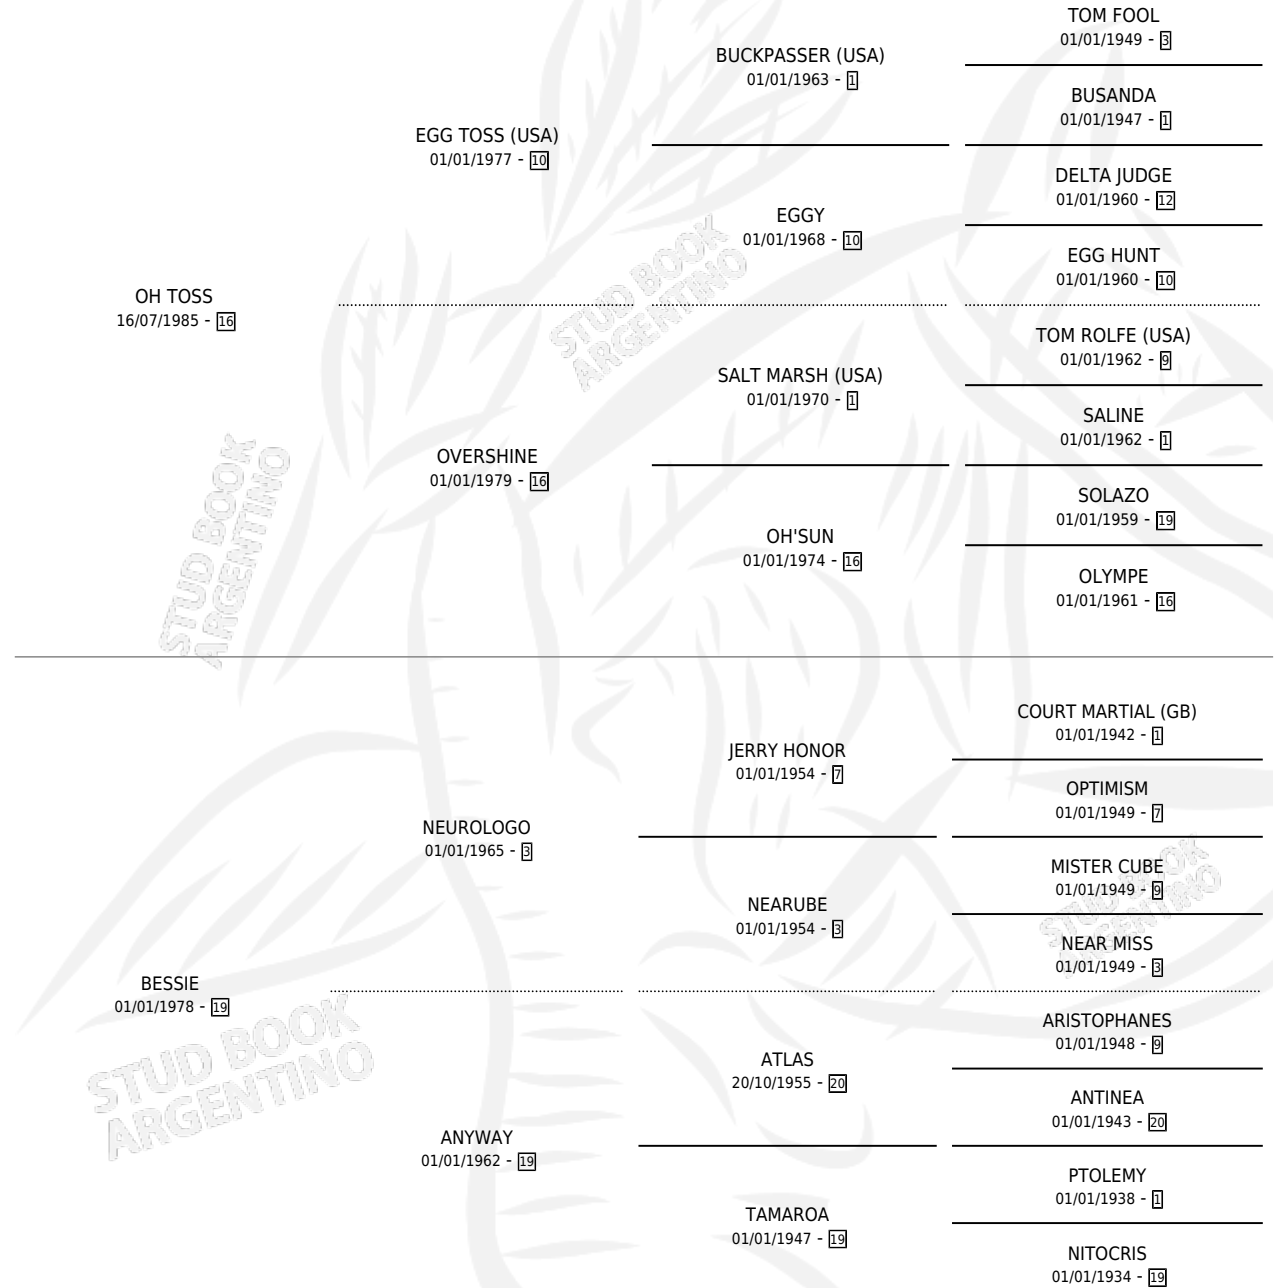 TOM FOOL
01/01/1949 - 3
BUCKPASSER (USA)
01/01/1963 - 1
BUSANDA
01/01/1947 - 1
EGG TOSS (USA)
01/01/1977 - 10
DELTA JUDGE
01/01/1960 - 12
EGGY
01/01/1968 - 10
EGG HUNT
01/01/1960 - 10
OH TOSS
16/07/1985 - 16
TOM ROLFE (USA)
01/01/1962 - 9
SALT MARSH (USA)
01/01/1970 - 1
SALINE
01/01/1962 - 1
OVERSHINE
01/01/1979 - 16
SOLAZO
01/01/1959 - 19
OH'SUN
01/01/1974 - 16
OLYMPE
01/01/1961 - 16
COURT MARTIAL (GB)
01/01/1942 - 1
JERRY HONOR
01/01/1954 - 7
OPTIMISM
01/01/1949 - 7
NEUROLOGO
01/01/1965 - 3
MISTER CUBE
01/01/1949 - 9
NEARUBE
01/01/1954 - 3
NEAR MISS
01/01/1949 - 3
BESSIE
01/01/1978 - 19
ARISTOPHANES
01/01/1948 - 9
ATLAS
20/10/1955 - 20
ANTINEA
01/01/1943 - 20
ANYWAY
01/01/1962 - 19
PTOLEMY
01/01/1938 - 1
TAMAROA
01/01/1947 - 19
NITOCRIS
01/01/1934 - 19
STUD BOOK
ARGENTINO
STUD BOOK
ARGENTINO
STUD BOOK
ARGENTINO
STUD BOOK
ARGENTINO